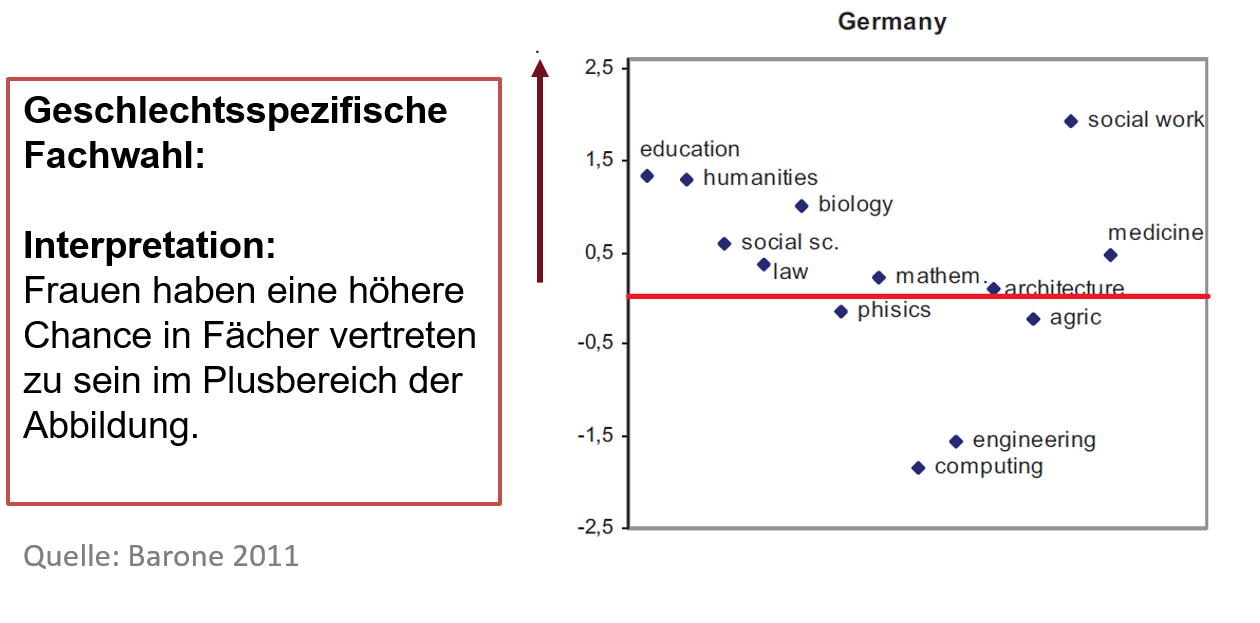 Germany
Geschlechtsspezifische
Fachwahl:
Interpretation:
Frauen haben eine höhere
Chance in Fächer vertreten
zu sein im Plusbereich der
Abbildung.
Quelle: Barone 2011
2,5
1,5
0,5
-0,5
-1,5
-2,5
social work
education
humanities
biology
medicine
social sc.
law
mathem.
architecture
phisics
agric
engineering
computing